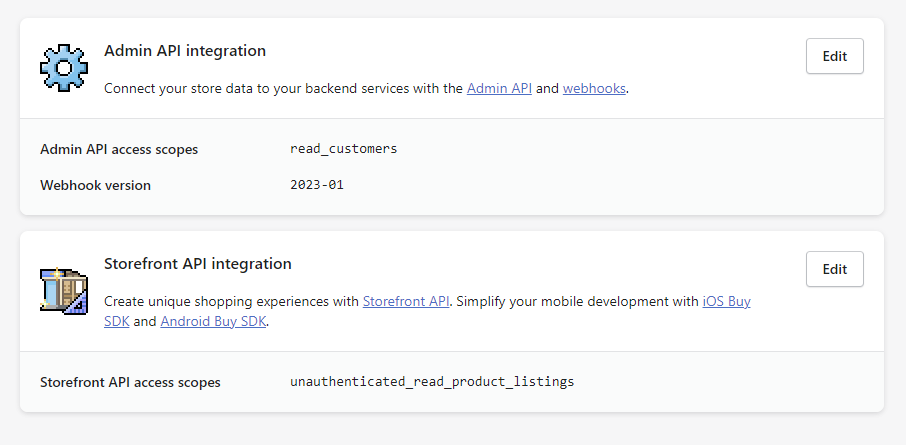 Admin API integration
Edit
Connect your store data to your backend services with the Admin API and webhooks.
Admin API access scopes read_customers
Webhook version 2023-01
Storefront API integration
Edit
Create unique shopping experiences with Storefront API. Simplify your mobile development with iOS Buy
SDK and Android Buy SDK.
Storefront API access scopes unauthenticated_read_product_listings